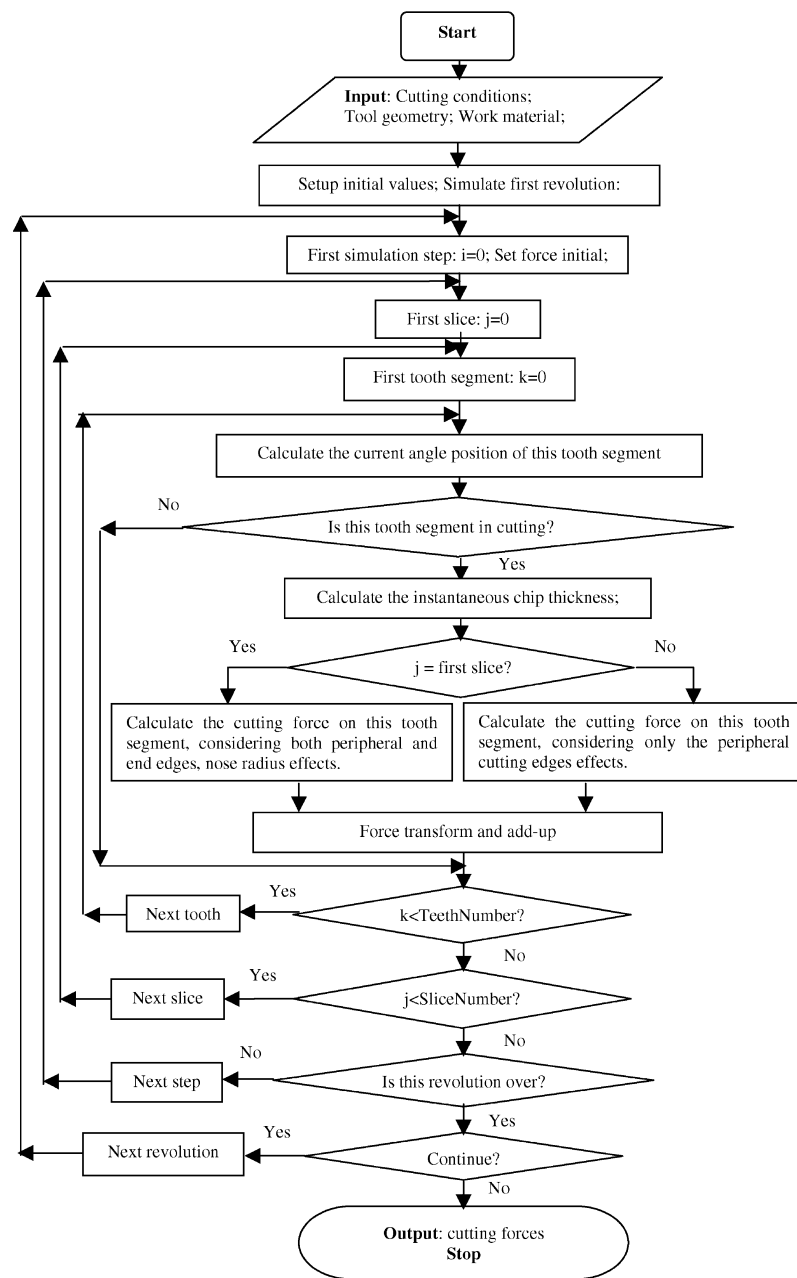 Start
Input: Cutting conditions;
Tool geometry; Work material;
Setup initial values; Simulate first revolution:
First simulation step: i=0; Set force initial;
First slice: j=0
First tooth segment: k=0
Calculate the current angle position of this tooth segment
No
Is this tooth segment in cutting?
Yes
Calculate the instantaneous chip thickness;
Yes
No
j = first slice?
Calculate the cutting force on this tooth
segment, considering both peripheral and
end edges, nose radius effects.
Calculate the cutting force on this tooth
segment, considering only the peripheral
cutting edges effects.
Force transform and add-up
Yes
Next tooth
k<TeethNumber?
No
Yes
Next slice
j<SliceNumber?
No
No
Next step
Is this revolution over?
Yes
Yes
Next revolution
Continue?
No
Output: cutting forces
Stop